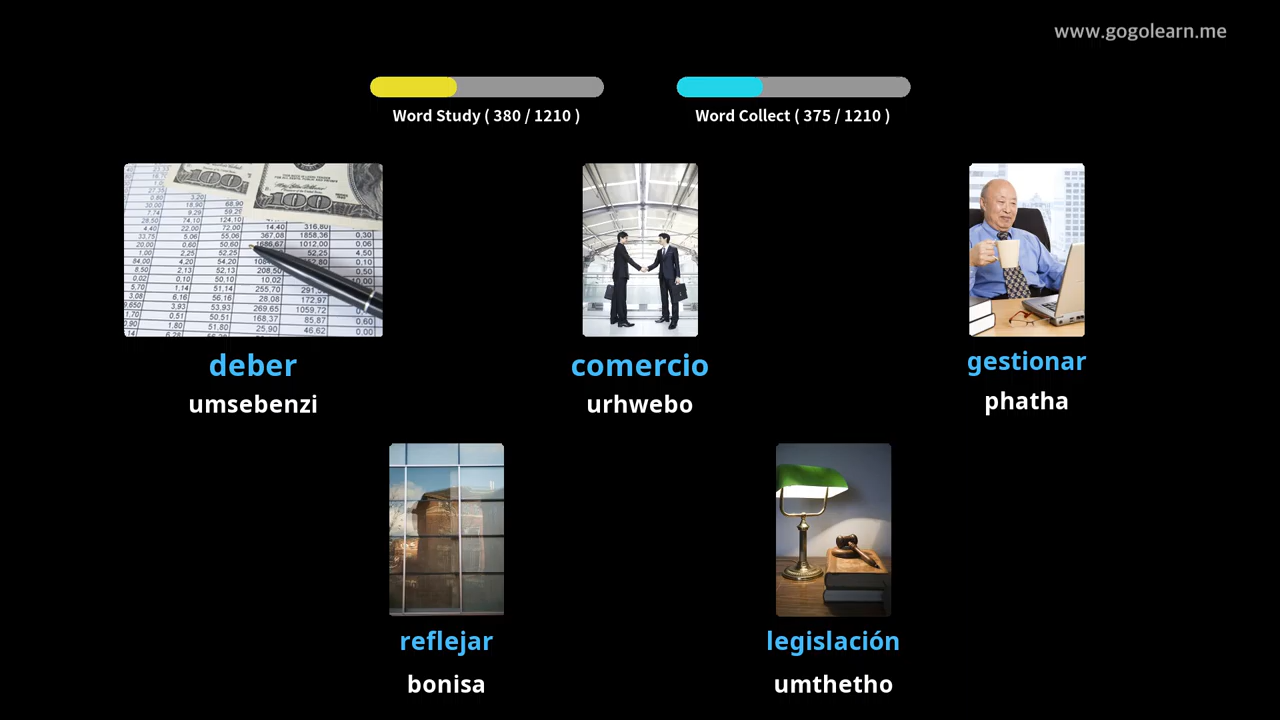 www.gogolearn.me
Word Study ( 380 / 1210 )
Word Collect ( 375 / 1210 )
deber
umsebenzi
comercio
urhwebo
gestionar
phatha
reflejar
bonisa
legislación
umthetho